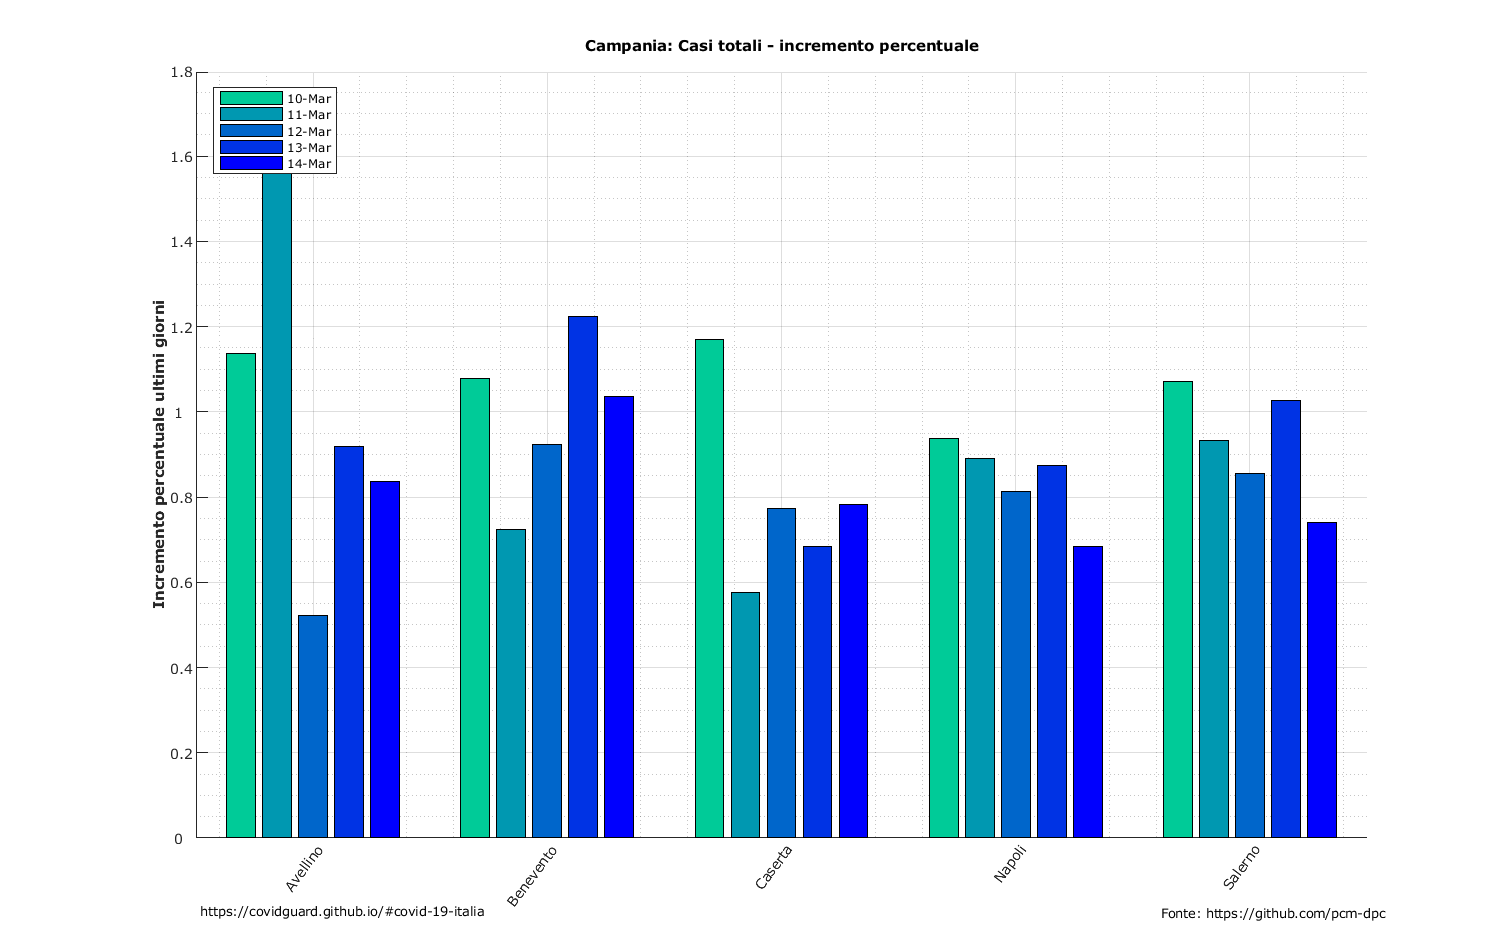 Campania: Casi totali - incremento percentuale
1.8
1.6
1.4
1.2
1
0.8
0.6
0.4
0.2
0
Incremento percentuale ultimi giorni
10-Mar
11-Mar
12-Mar
13-Mar
14-Mar
Avellino
Benevento
Caserta
Napoli
Salerno
https://covidguard.github.io/#covid-19-italia
Fonte: https://github.com/pcm-dpc